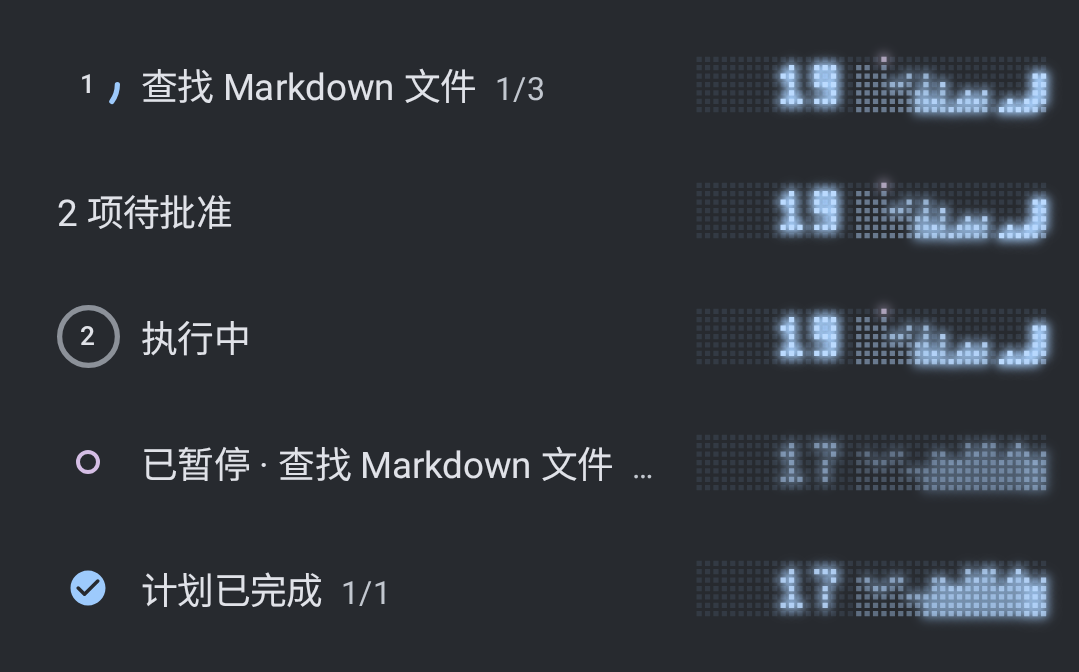 1 查找 Markdown 文件 1/3 19
2 项待批准 19
2 执行中 19
已暂停 · 查找 Markdown 文件 … 17
计划已完成 1/1 17